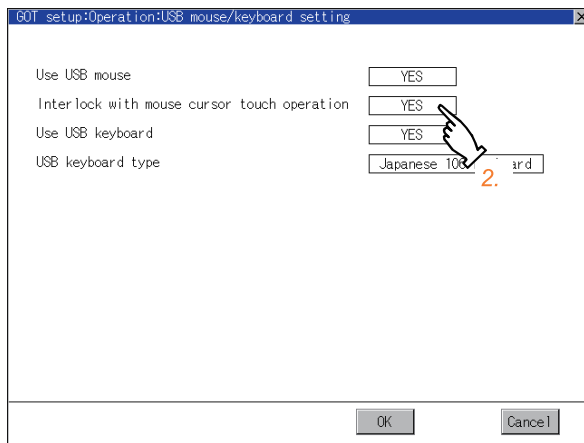 GOT setup:Operation:USB mouse/keyboard setting
Use USB mouse YES
Interlock with mouse cursor touch operation YES
Use USB keyboard YES
USB keyboard type Japanese 106 ard
2.
OK Cancel